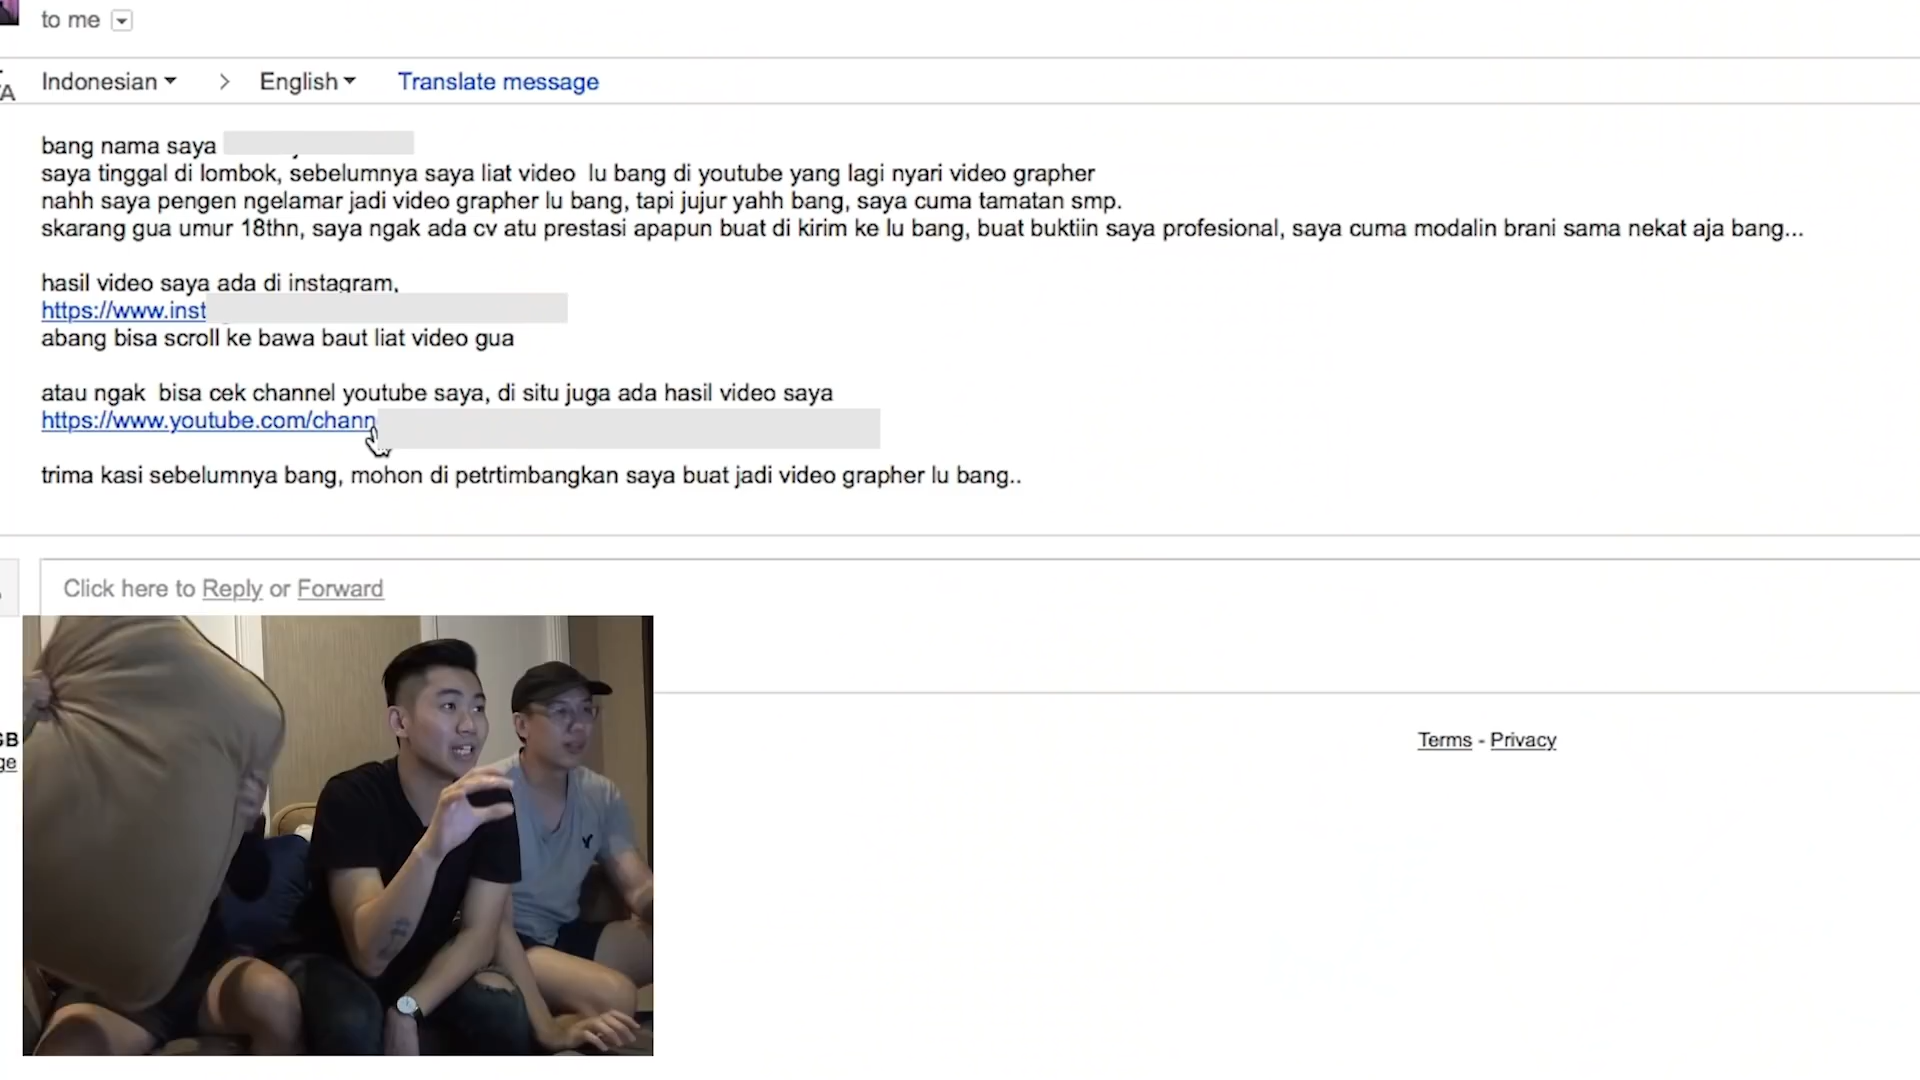 to me
Indonesian > English Translate message
bang nama saya
saya tinggal di lombok, sebelumnya saya liat video lu bang di youtube yang lagi nyari video grapher
nahh saya pengen ngelamar jadi video grapher lu bang, tapi jujur yahh bang, saya cuma tamatan smp.
skarang gua umur 18thn, saya ngak ada cv atu prestasi apapun buat di kirim ke lu bang, buat buktiin saya profesional, saya cuma modalin brani sama nekat aja bang...
hasil video saya ada di instagram,
https://www.inst
abang bisa scroll ke bawa baut liat video gua
atau ngak bisa cek channel youtube saya, di situ juga ada hasil video saya
https://www.youtube.com/chann
trima kasi sebelumnya bang, mohon di petrtimbangkan saya buat jadi video grapher lu bang..
Click here to Reply or Forward
GB
ge
Terms - Privacy